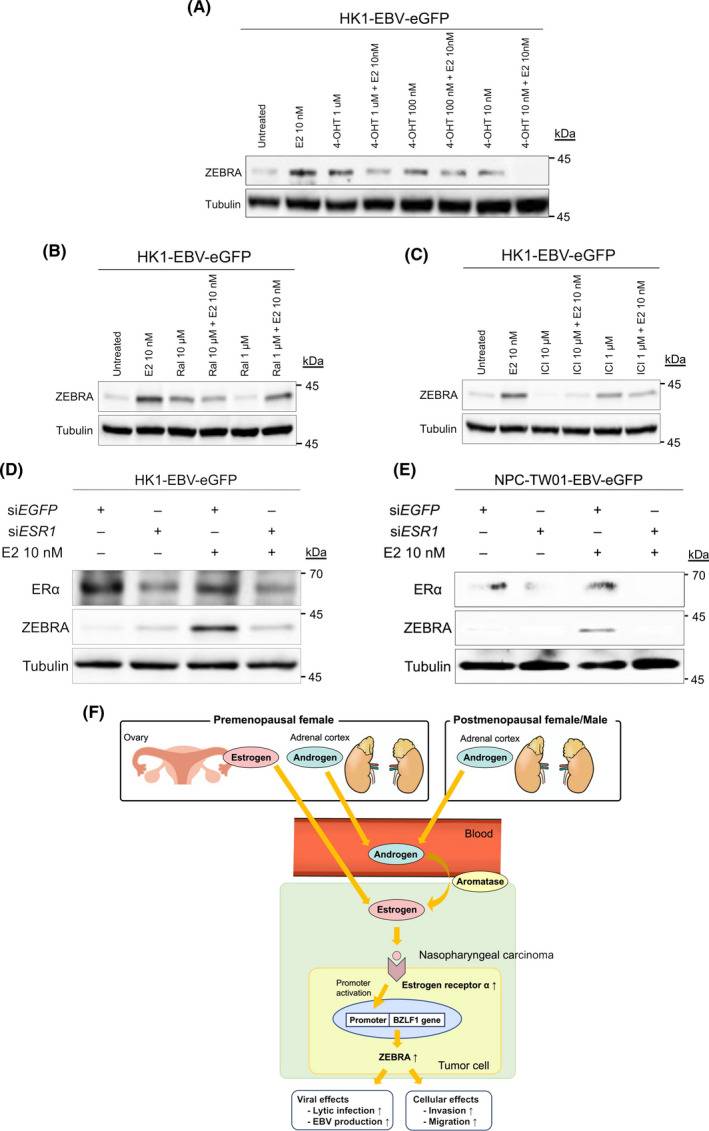 (A)
HK1-EBV-eGFP
Untreated
E2 10 nM
4-OHT 1 uM
4-OHT 1 uM + E2 10nM
4-OHT 100 nM
4-OHT 100 nM + E2 10nM
4-OHT 10 nM
4-OHT 10 nM + E2 10nM
kDa
ZEBRA
45
Tubulin
45
(B)
HK1-EBV-eGFP
Untreated
E2 10 nM
Ral 10 µM
Ral 10 µM + E2 10 nM
Ral 1 µM
Ral 1 µM + E2 10 nM
kDa
ZEBRA
45
Tubulin
45
(C)
HK1-EBV-eGFP
Untreated
E2 10 nM
ICI 10 µM
ICI 10 µM + E2 10 nM
ICI 1 µM
ICI 1 µM + E2 10 nM
kDa
ZEBRA
45
Tubulin
45
(D)
HK1-EBV-eGFP
siEGFP + – + –
siESR1 – + – +
E2 10 nM – – + +
kDa
ERα
70
ZEBRA
45
Tubulin
45
(E)
NPC-TW01-EBV-eGFP
siEGFP + – + –
siESR1 – + – +
E2 10 nM – – + +
kDa
ERα
70
ZEBRA
45
Tubulin
45
(F)
Premenopausal female
Ovary
Estrogen
Adrenal cortex
Androgen
Postmenopausal female/Male
Adrenal cortex
Androgen
Blood
Androgen
Aromatase
Estrogen
Nasopharyngeal carcinoma
Estrogen receptor α ↑
Promoter
activation
Promoter BZLF1 gene
ZEBRA ↑
Tumor cell
Viral effects
- Lytic infection ↑
- EBV production ↑
Cellular effects
- Invasion ↑
- Migration ↑